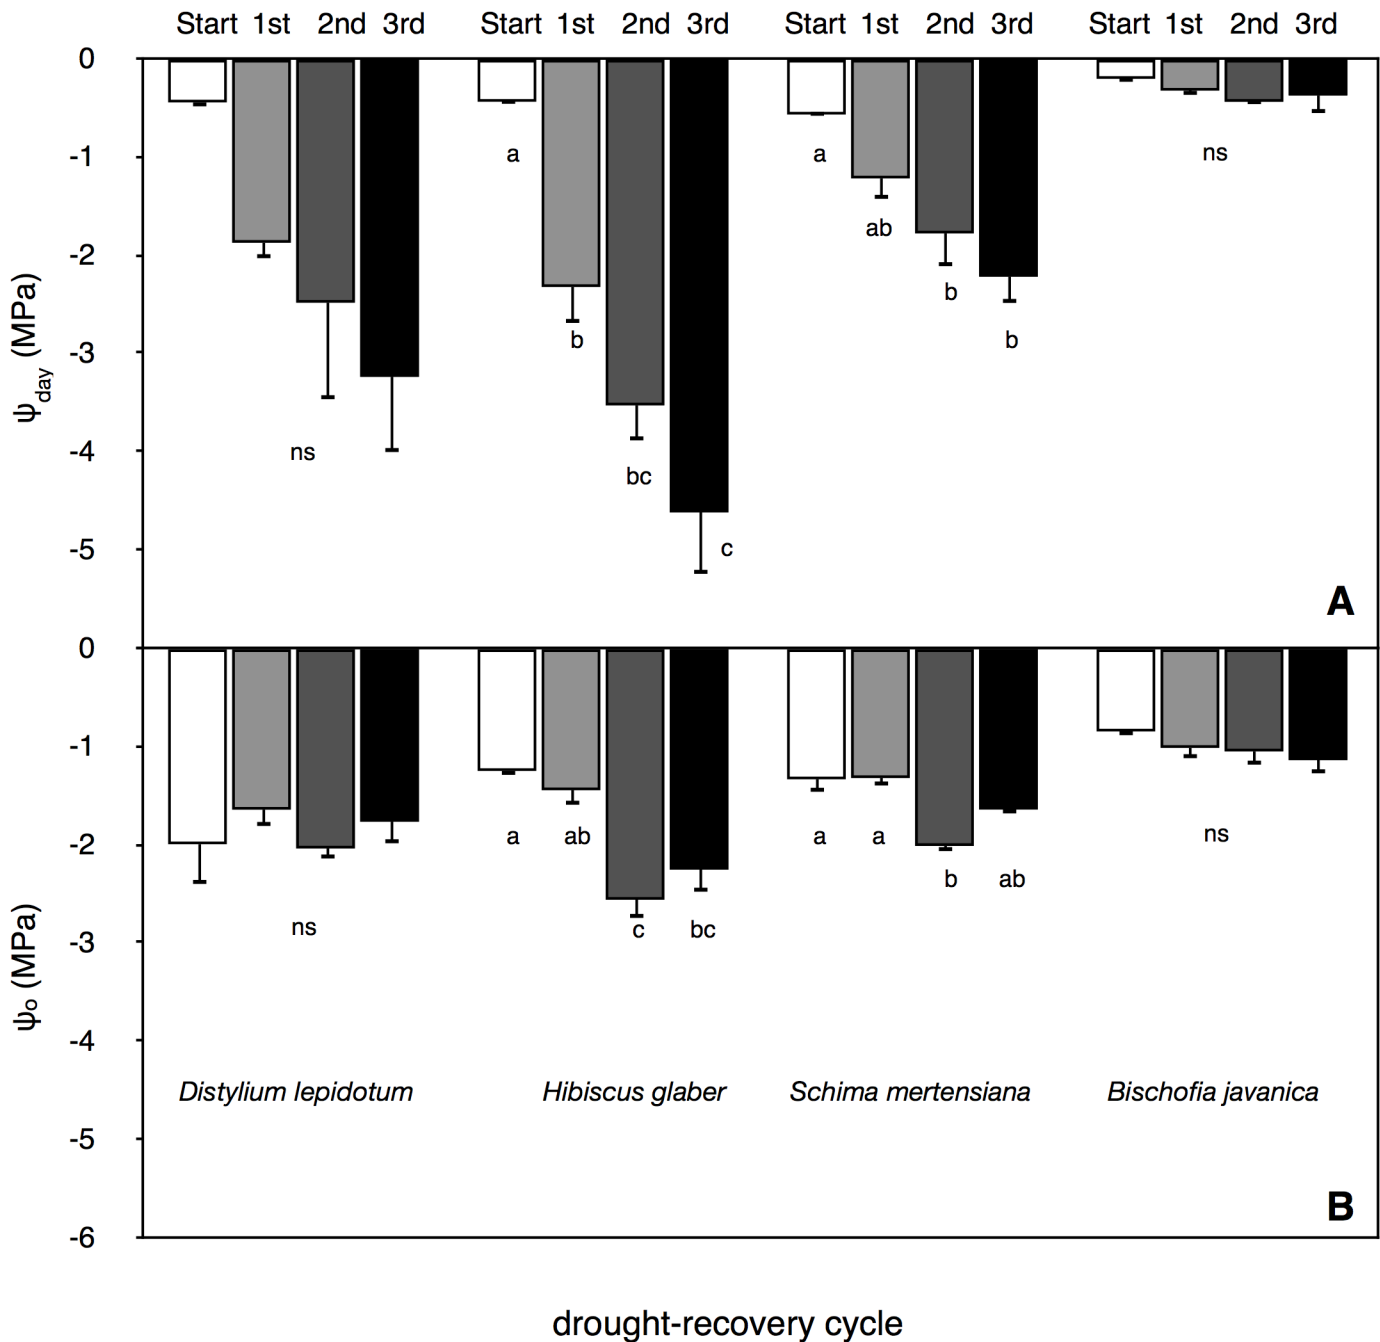 Start 1st 2nd 3rd Start 1st 2nd 3rd Start 1st 2nd 3rd Start 1st 2nd 3rd
0
-1
-2
-3
-4
-5
ψday (MPa)
a a ns
ab
b b b
ns bc
c
A
0
-1
-2
-3
-4
-5
-6
ψo (MPa)
a ab a a ns
b ab
ns c bc
Distylium lepidotum Hibiscus glaber Schima mertensiana Bischofia javanica
B
drought-recovery cycle